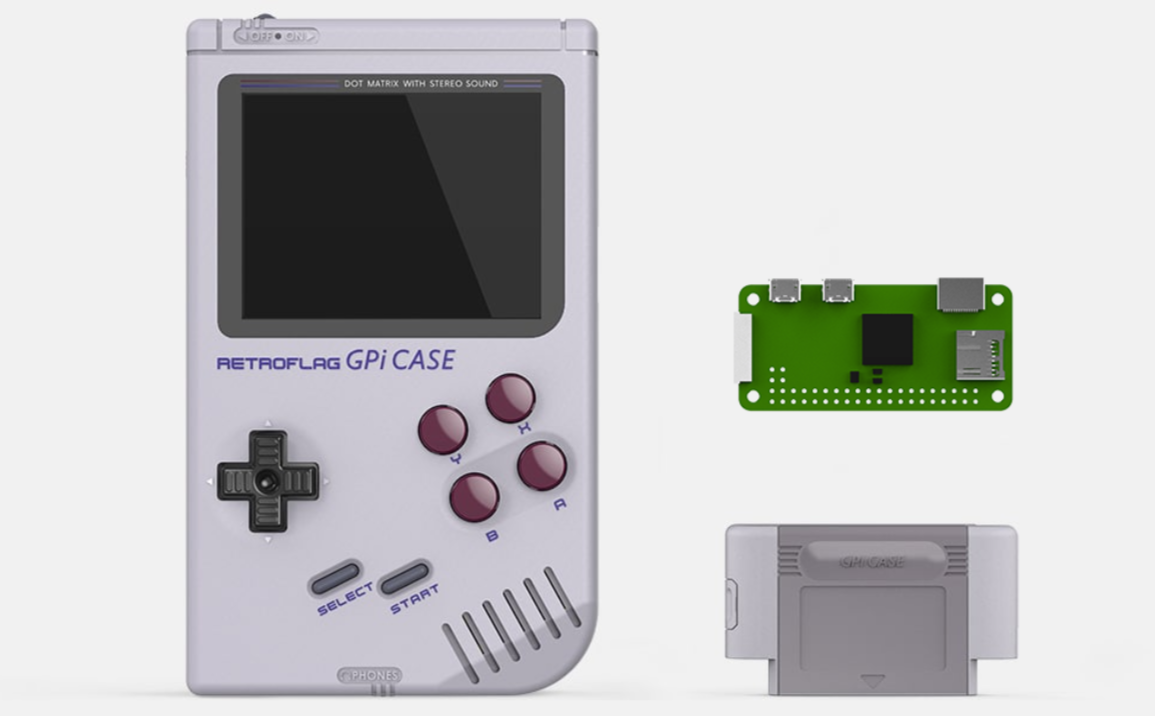 OFF ON
DOT MATRIX WITH STEREO SOUND
RETROFLAG GPi CASE
X
Y
A
B
SELECT
START
PHONES
GPi CASE